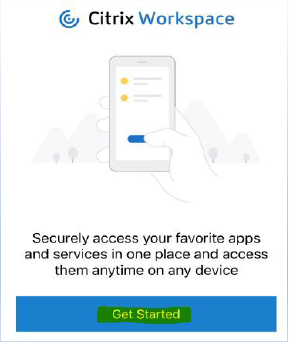 Citrix Workspace
Securely access your favorite apps
and services in one place and access
them anytime on any device
Get Started